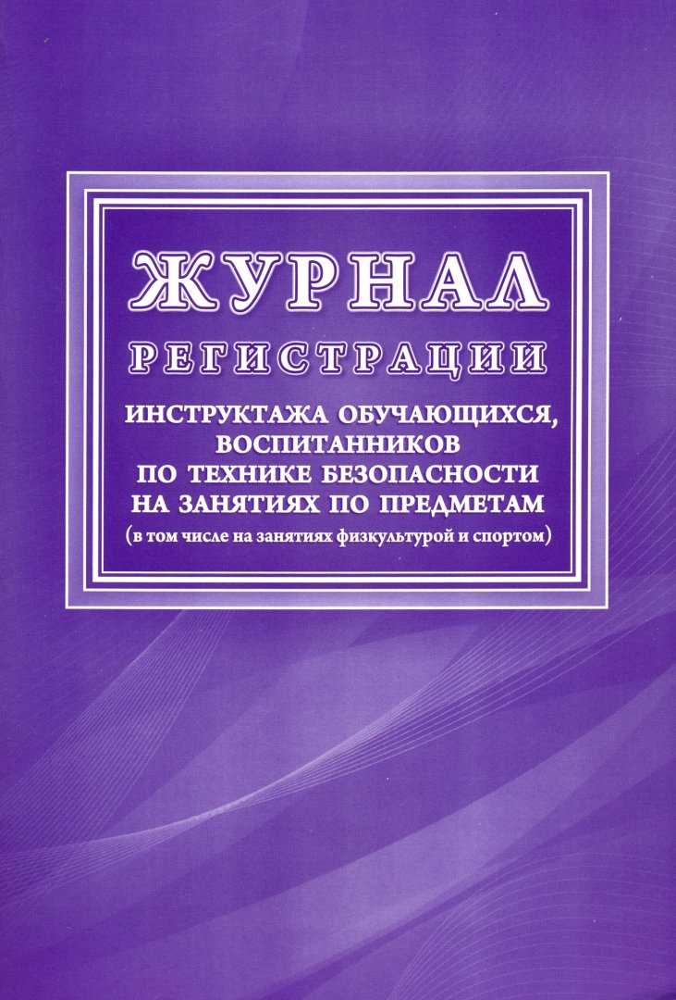 ЖУРНАЛ
РЕГИСТРАЦИИ
ИНСТРУКТАЖА ОБУЧАЮЩИХСЯ,
ВОСПИТАННИКОВ
ПО ТЕХНИКЕ БЕЗОПАСНОСТИ
НА ЗАНЯТИЯХ ПО ПРЕДМЕТАМ
(в том числе на занятиях физкультурой и спортом)